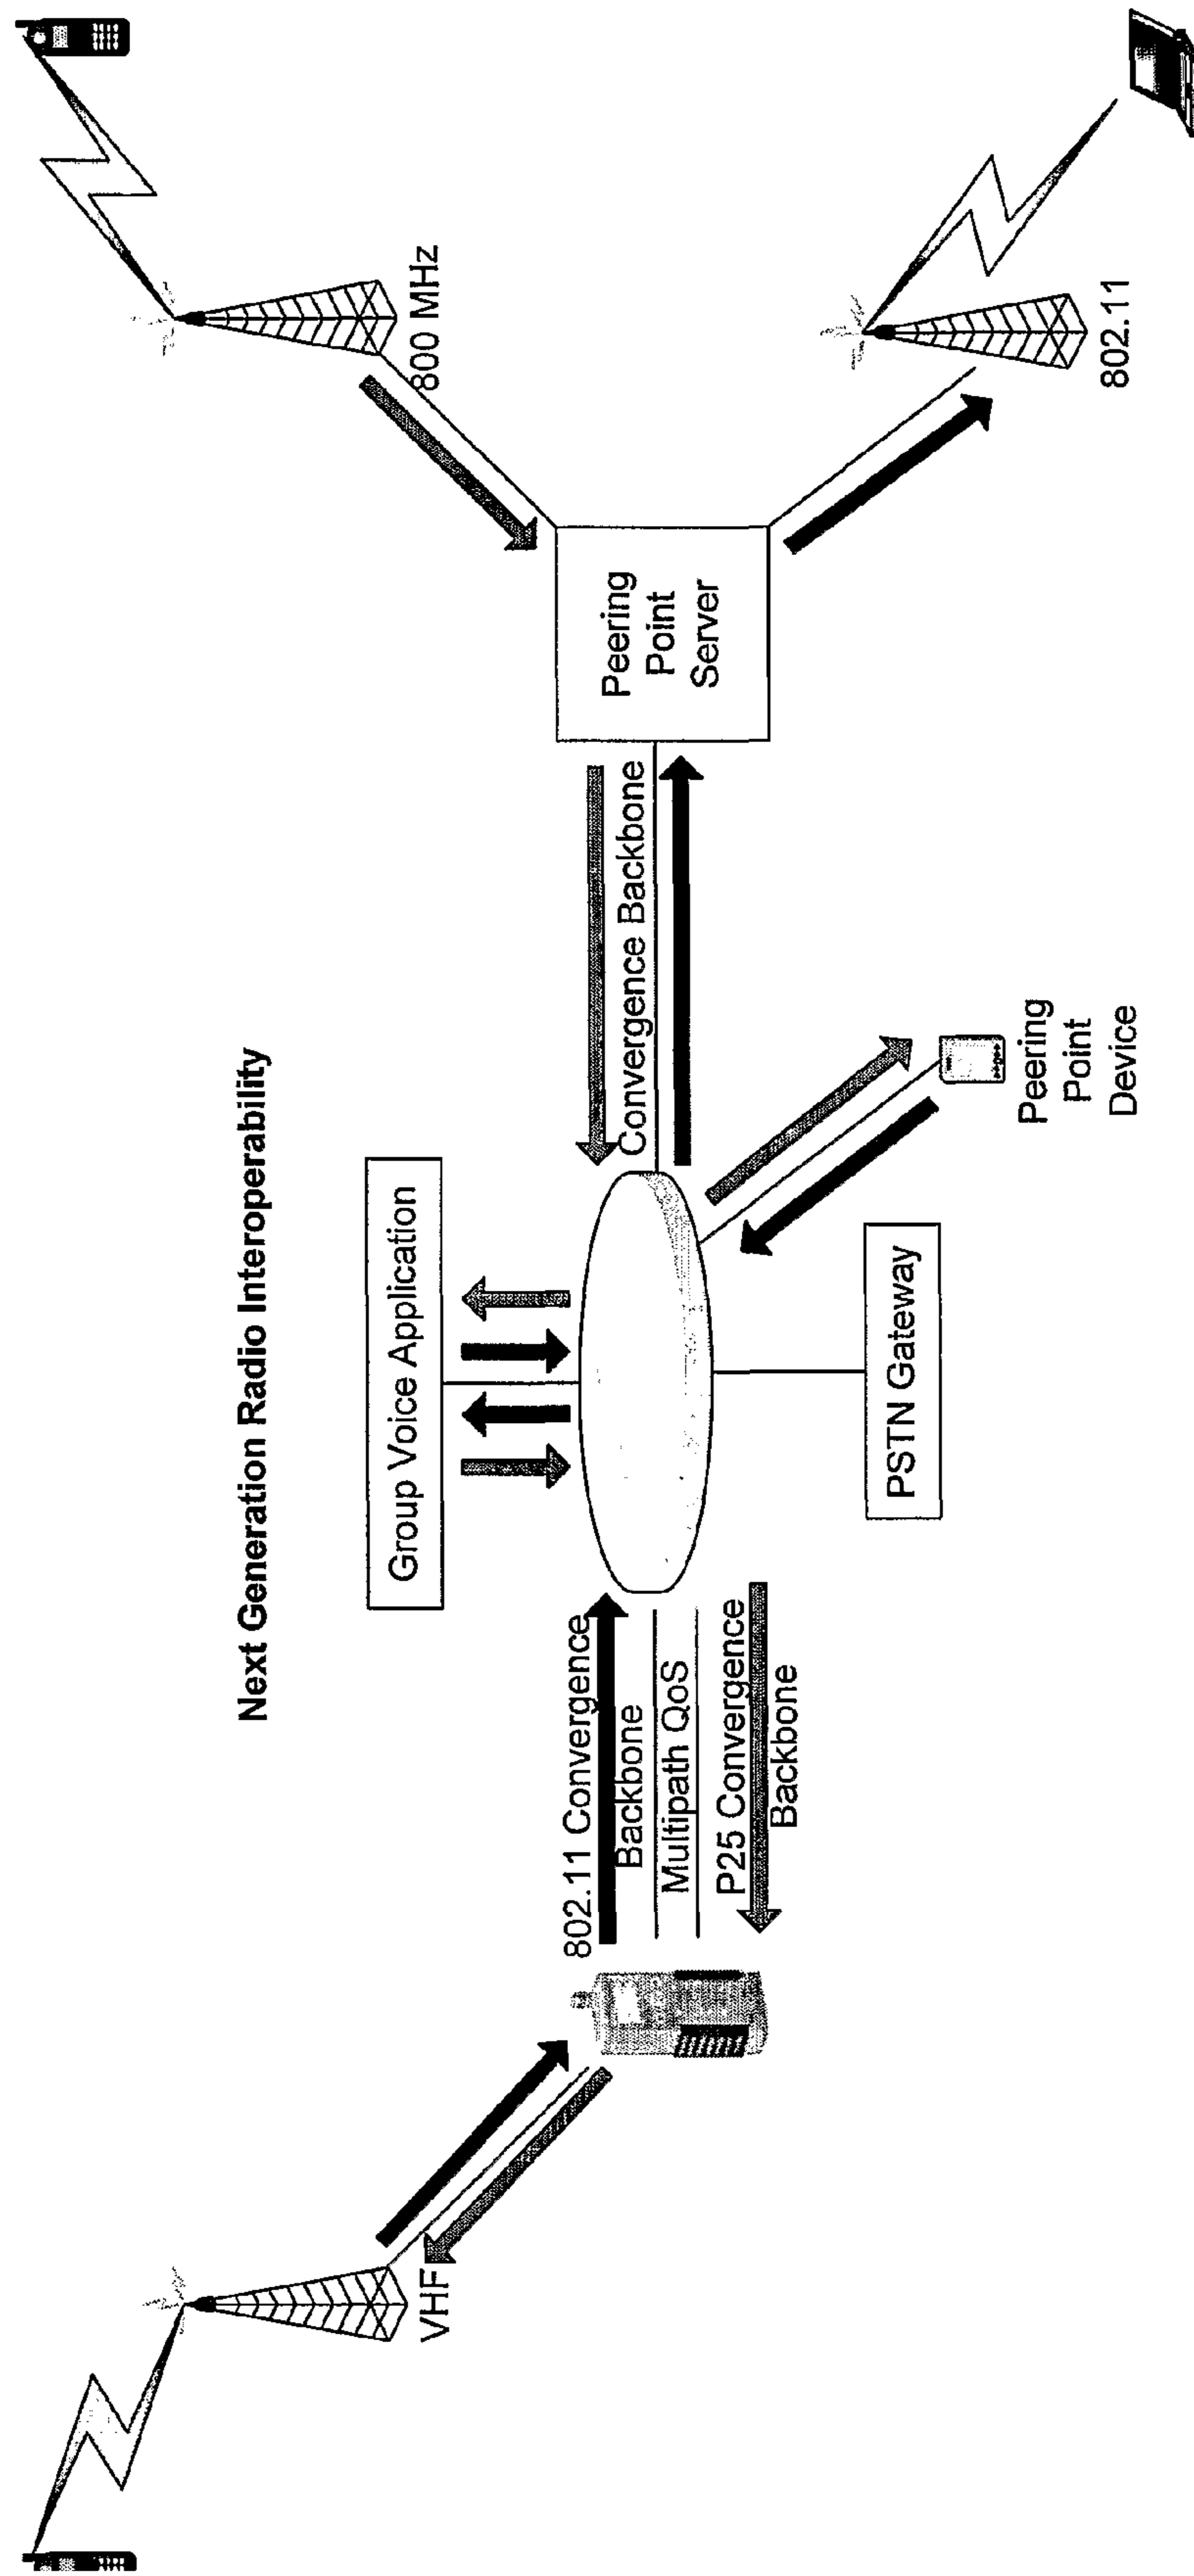 Next Generation Radio Interoperability
Group Voice Application
VHF
800 MHz
802.11 Convergence
Backbone
Multipath QoS
P25 Convergence
Backbone
Convergence Backbone
Peering
Point
Server
PSTN Gateway
Peering
Point
Device
802.11